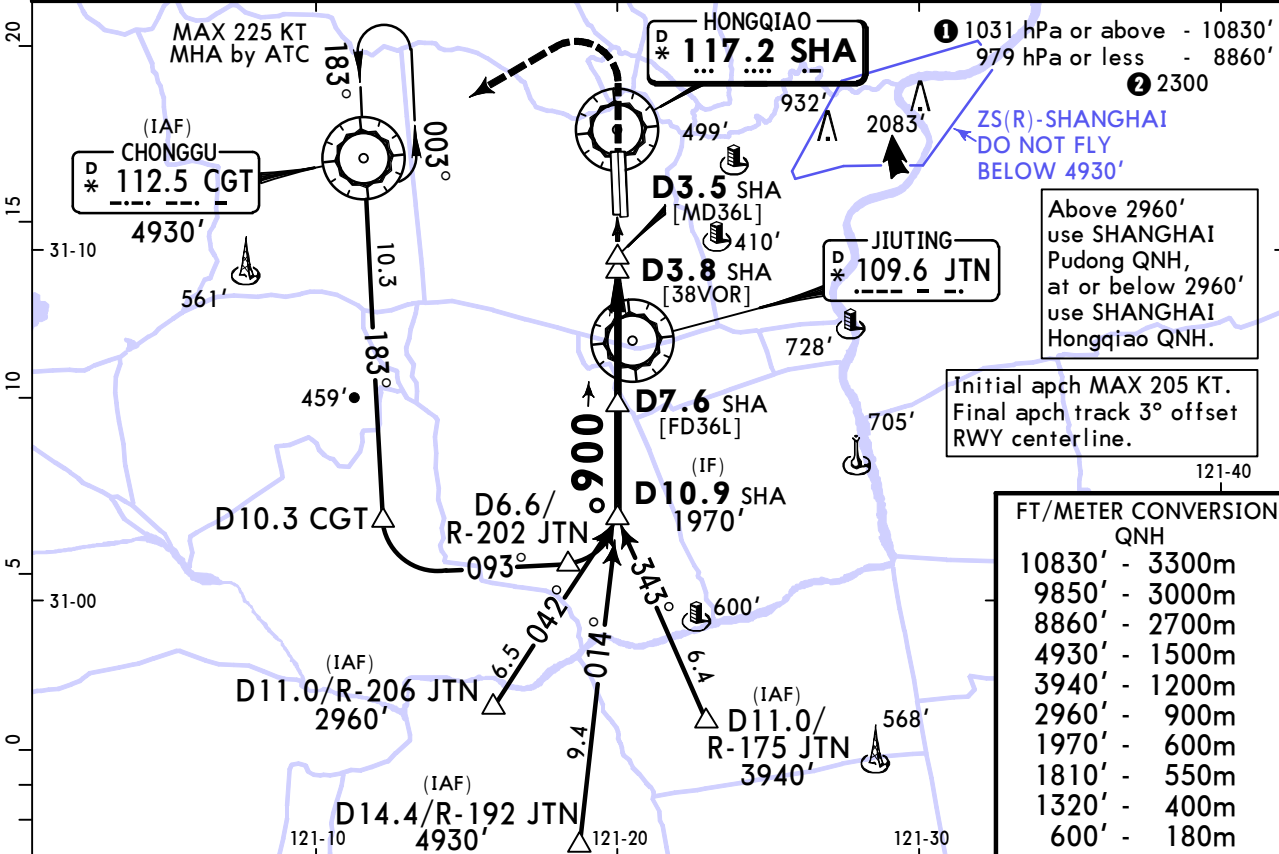 20
15
10
5
0
MAX 225 KT
MHA by ATC
183°
003°
(IAF)
CHONGGU
D
* 112.5 CGT
4930'
31-10
561'
10.3
183°
459'
D10.3 CGT
31-00
093°
D6.6/
R-202 JTN
HONGQIAO
D
* 117.2 SHA
❶ 1031 hPa or above - 10830'
979 hPa or less - 8860'
❷ 2300
499'
932'
2083'
ZS(R)-SHANGHAI
DO NOT FLY
BELOW 4930'
D3.5 SHA
[MD36L]
410'
D3.8 SHA
[38VOR]
JIUTING
D
* 109.6 JTN
728'
Above 2960'
use SHANGHAI
Pudong QNH,
at or below 2960'
use SHANGHAI
Hongqiao QNH.
D7.6 SHA
[FD36L]
006°
(IF)
D10.9 SHA
1970'
705'
Initial apch MAX 205 KT.
Final apch track 3° offset
RWY centerline.
121-40
042°
6.5
014°
9.4
343°
6.4
600'
(IAF)
D11.0/R-206 JTN
2960'
(IAF)
D11.0/
R-175 JTN
3940'
568'
(IAF)
D14.4/R-192 JTN
4930'
121-10
121-20
121-30
FT/METER CONVERSION
QNH
10830' - 3300m
9850' - 3000m
8860' - 2700m
4930' - 1500m
3940' - 1200m
2960' - 900m
1970' - 600m
1810' - 550m
1320' - 400m
600' - 180m